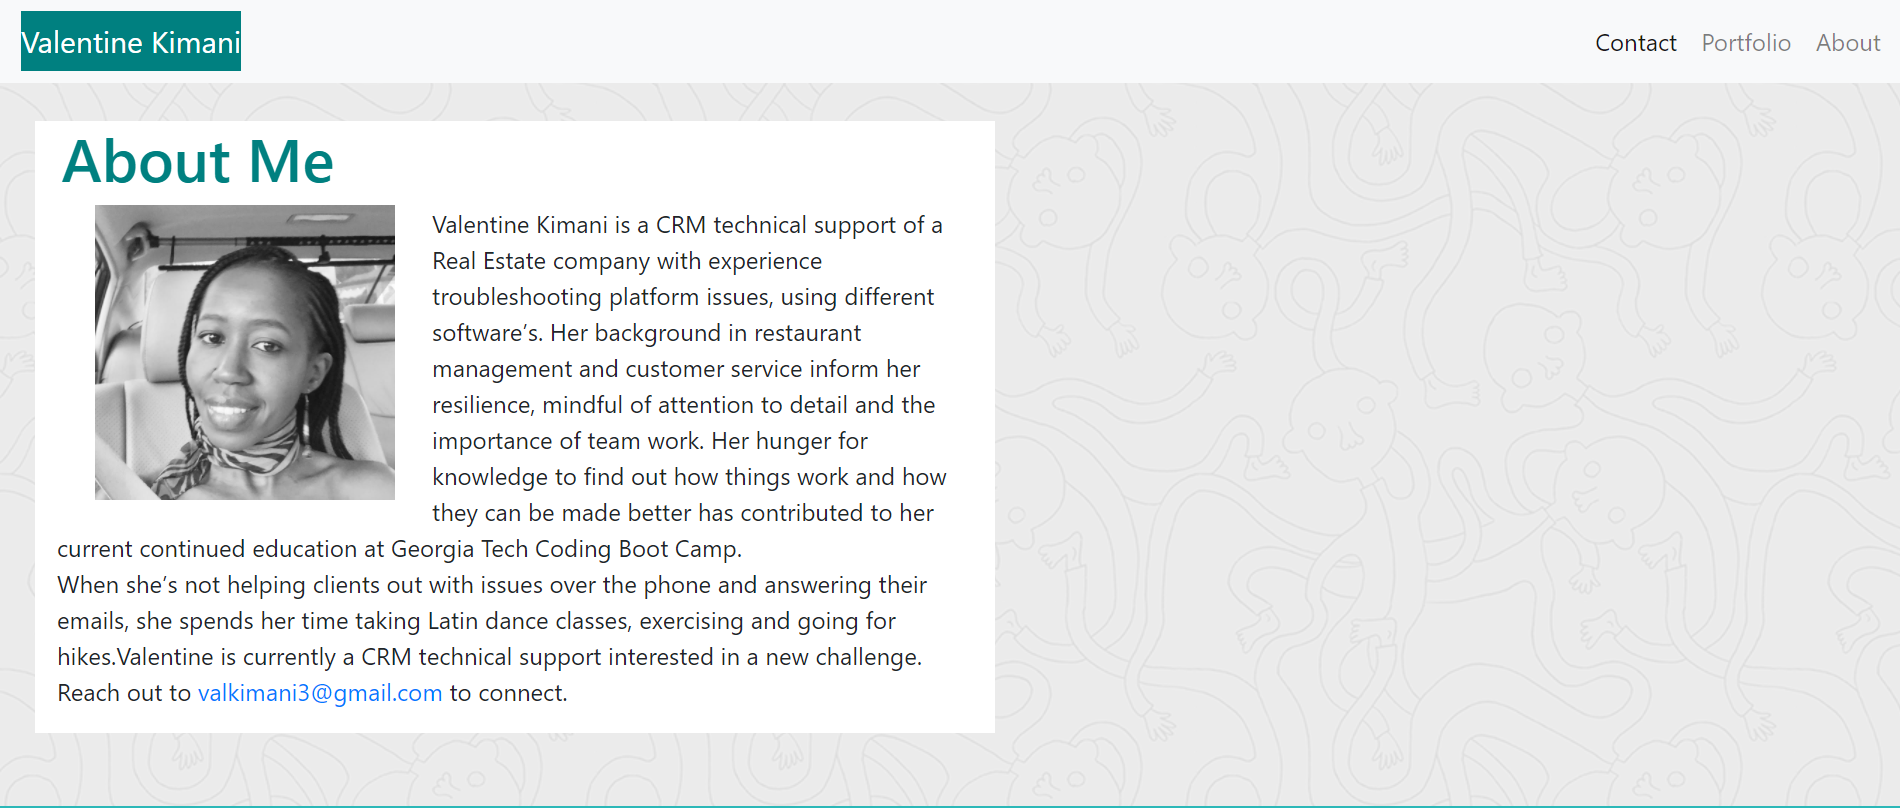 Valentine Kimani
Contact Portfolio About
About Me
Valentine Kimani is a CRM technical support of a
Real Estate company with experience
troubleshooting platform issues, using different
software’s. Her background in restaurant
management and customer service inform her
resilience, mindful of attention to detail and the
importance of team work. Her hunger for
knowledge to find out how things work and how
they can be made better has contributed to her
current continued education at Georgia Tech Coding Boot Camp.
When she’s not helping clients out with issues over the phone and answering their
emails, she spends her time taking Latin dance classes, exercising and going for
hikes.Valentine is currently a CRM technical support interested in a new challenge.
Reach out to valkimani3@gmail.com to connect.